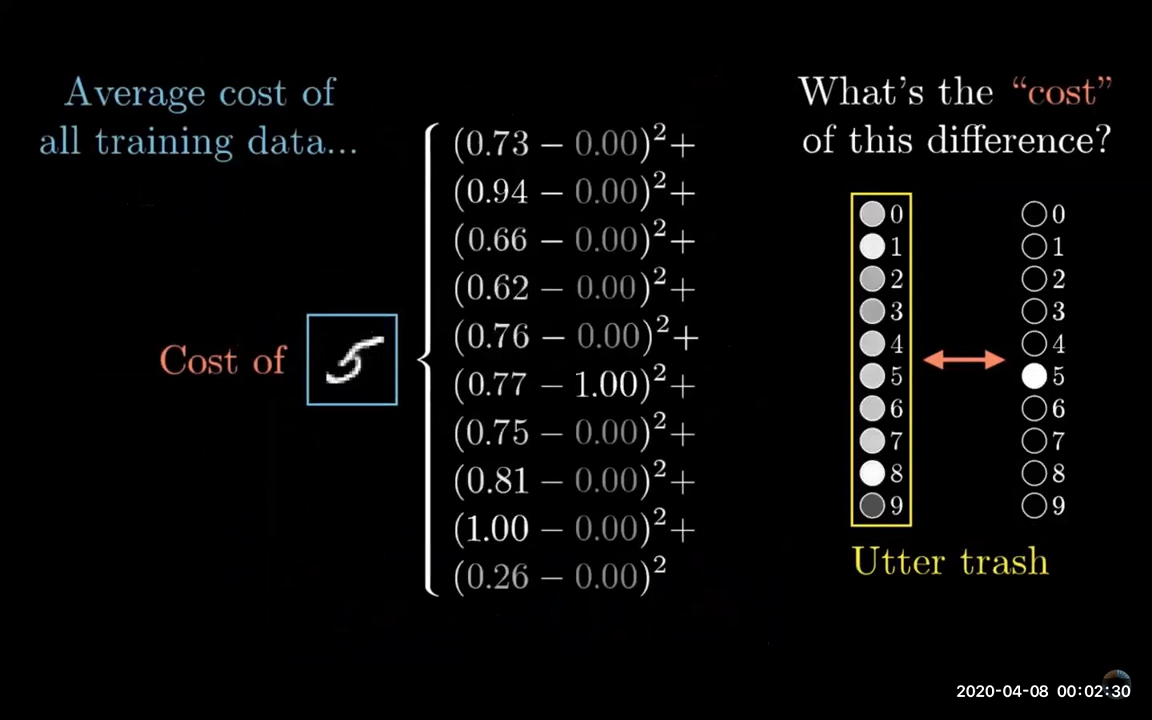 Average cost of
all training data...
Cost of
(0.73 − 0.00)²+
(0.94 − 0.00)²+
(0.66 − 0.00)²+
(0.62 − 0.00)²+
(0.76 − 0.00)²+
(0.77 − 1.00)²+
(0.75 − 0.00)²+
(0.81 − 0.00)²+
(1.00 − 0.00)²+
(0.26 − 0.00)²
What's the “cost”
of this difference?
0 0
1 1
2 2
3 3
4 4
5 5
6 6
7 7
8 8
9 9
Utter trash
2020-04-08 00:02:30